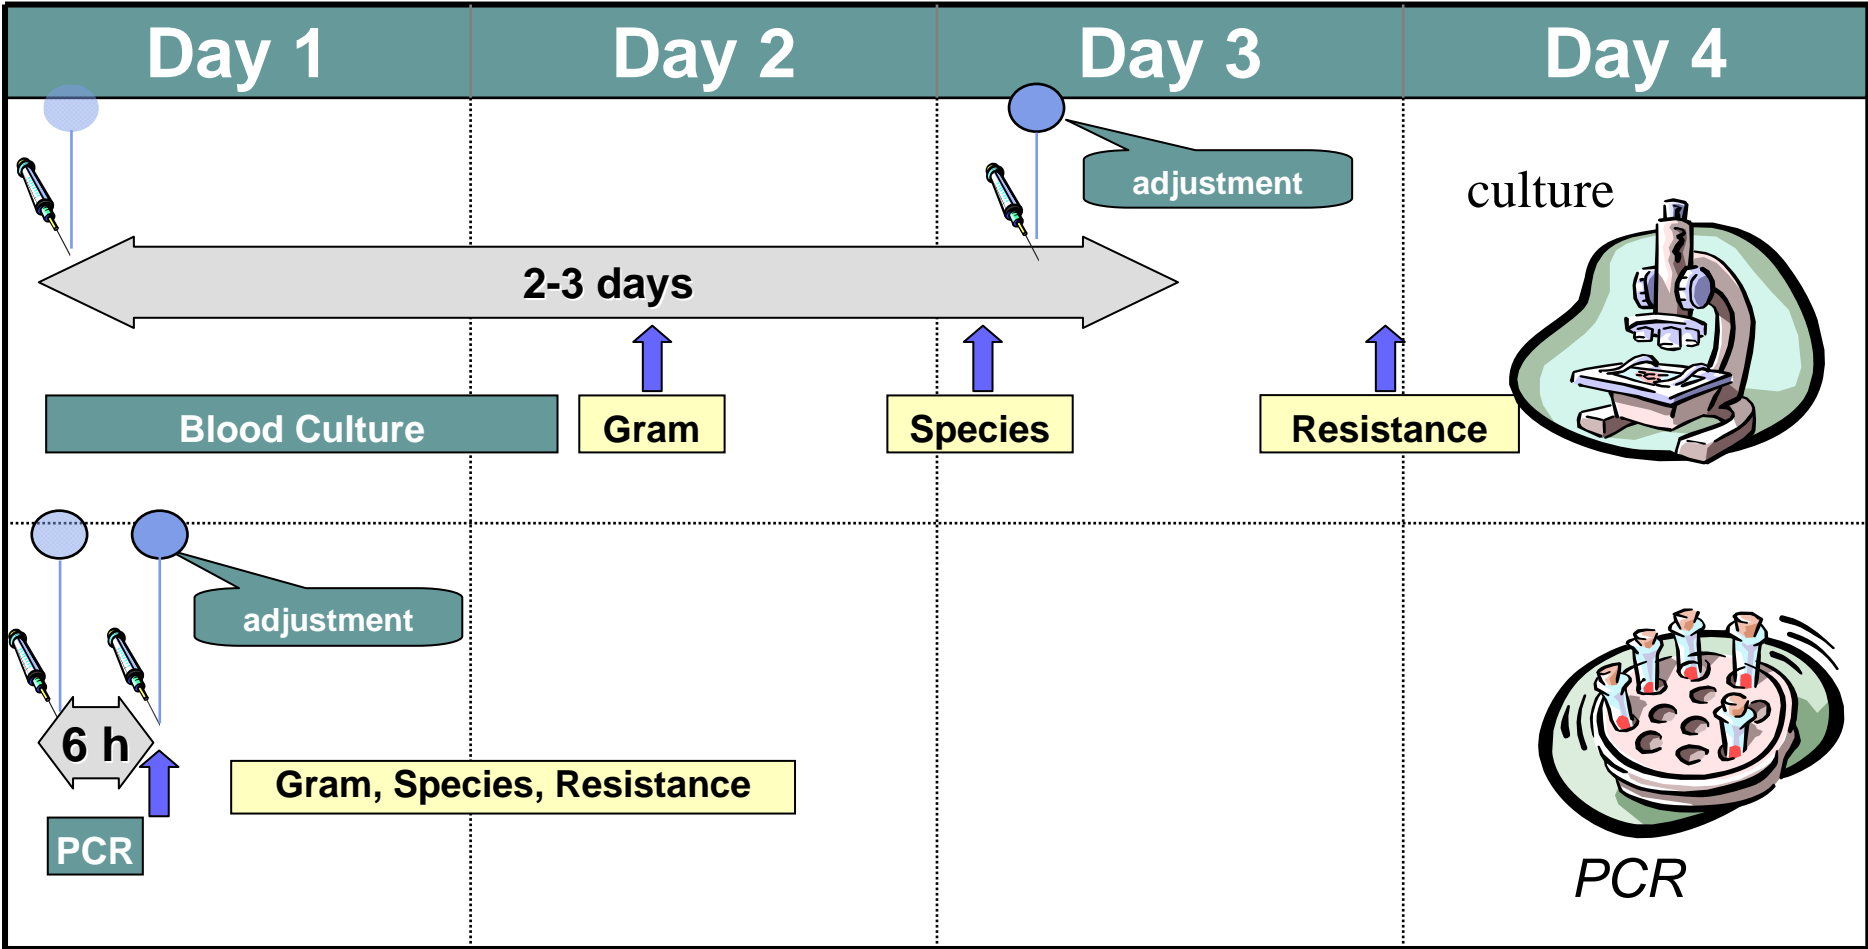 Day 1
Day 2
Day 3
Day 4
adjustment
culture
2-3 days
Blood Culture
Gram
Species
Resistance
adjustment
6 h
Gram, Species, Resistance
PCR
PCR